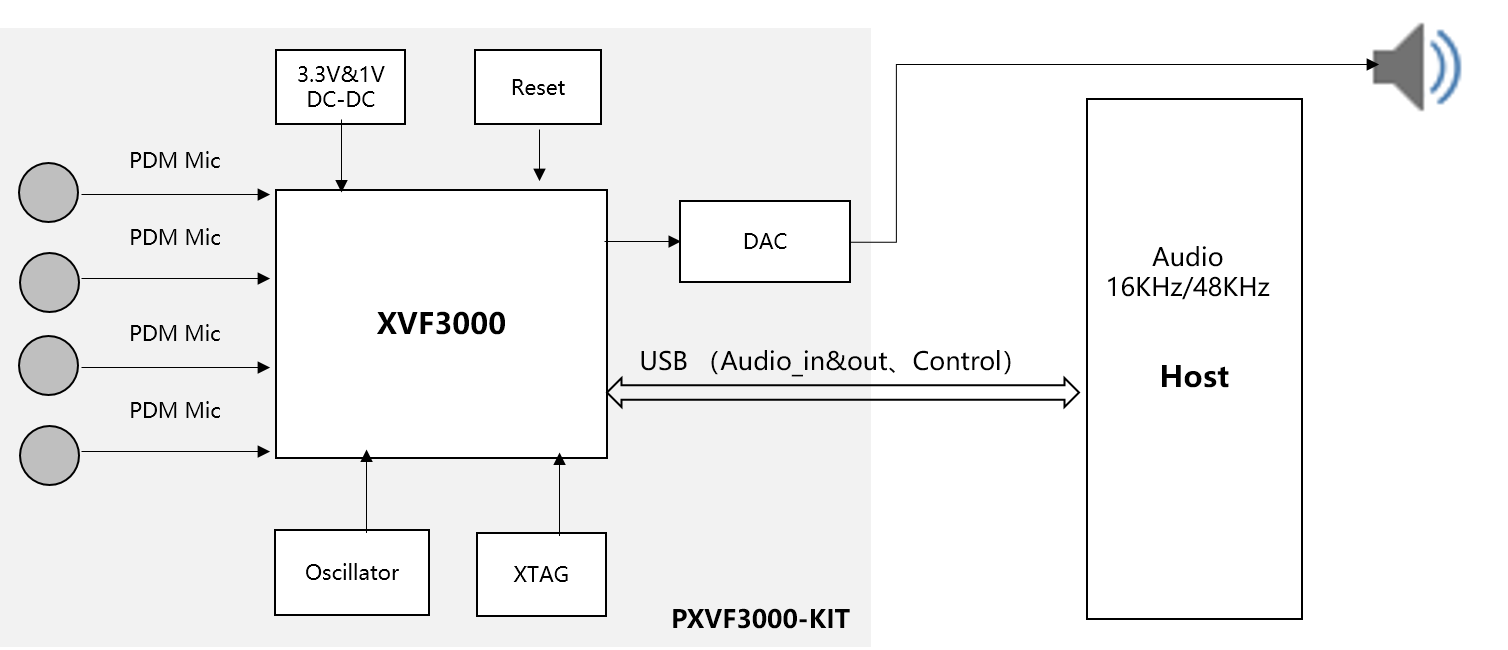 3.3V&1V
DC-DC
Reset
PDM Mic
PDM Mic
DAC
Audio
16KHz/48KHz
XVF3000
PDM Mic
USB （Audio_in&out、Control）
Host
PDM Mic
Oscillator
XTAG
PXVF3000-KIT